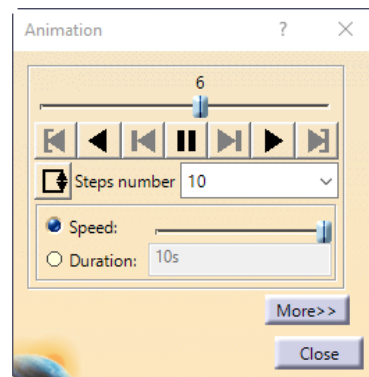 Animation ?
6
Steps number 10
Speed:
Duration: 10s
More>>
Close